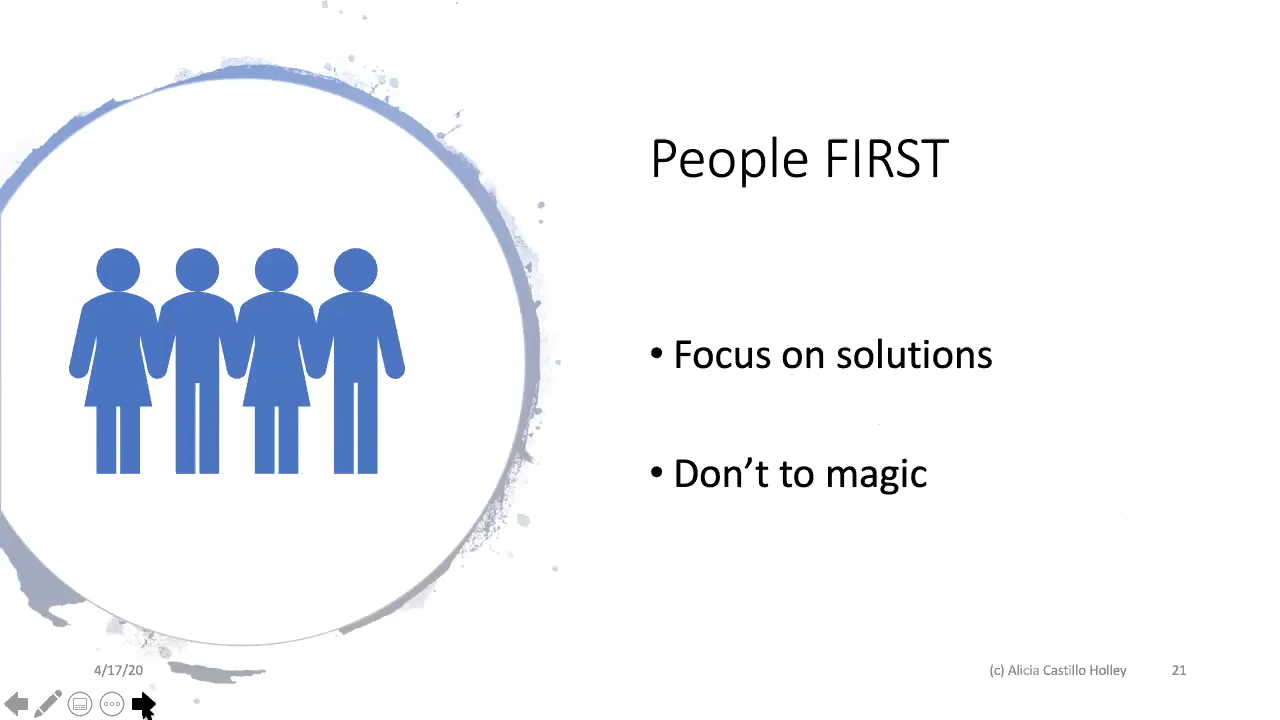 People FIRST
• Focus on solutions
• Don’t to magic
4/17/20
(c) Alicia Castillo Holley
21